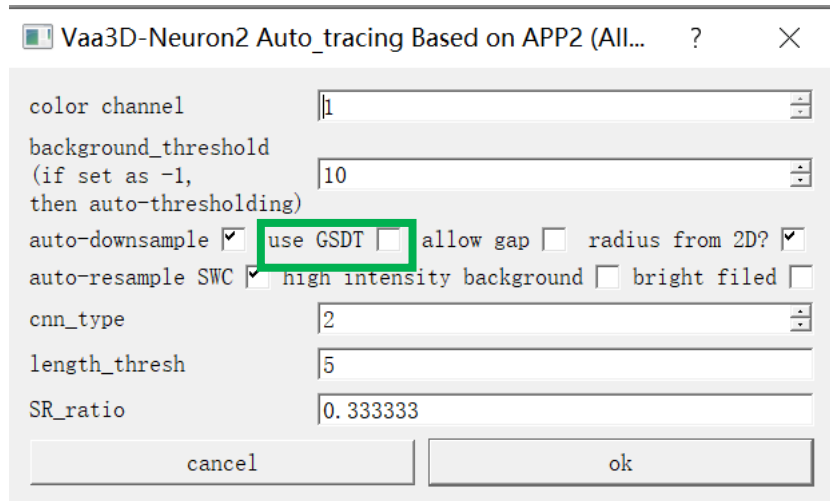 Vaa3D-Neuron2 Auto_tracing Based on APP2 (All... ?
color channel 1
background_threshold
(if set as -1, 10
then auto-thresholding)
auto-downsample use GSDT allow gap radius from 2D?
auto-resample SWC high intensity background bright filed
cnn_type 2
length_thresh 5
SR_ratio 0.333333
cancel ok